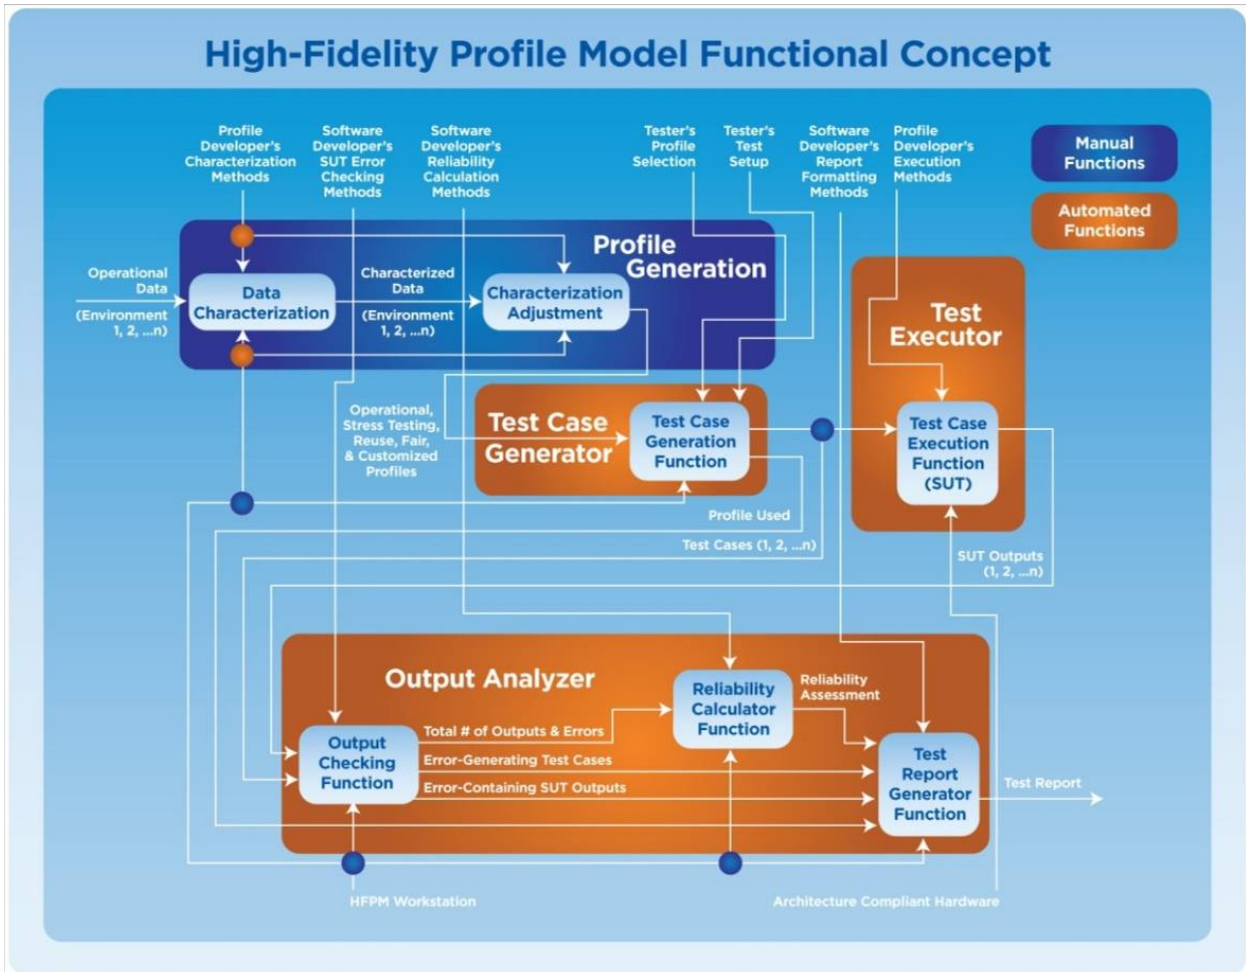 High-Fidelity Profile Model Functional Concept
Profile
Developer's
Characterization
Methods
Software
Developer's
SUT Error
Checking
Methods
Software
Developer's
Reliability
Calculation
Methods
Tester's
Profile
Selection
Tester's
Test
Setup
Software
Developer's
Report
Formatting
Methods
Profile
Developer's
Execution
Methods
Manual
Functions
Automated
Functions
Profile
Generation
Operational
Data
(Environment
1, 2, ...n)
Data
Characterization
Characterized
Data
(Environment
1, 2, ...n)
Characterization
Adjustment
Test
Executor
Operational,
Stress Testing,
Reuse, Fair,
& Customized
Profiles
Test Case
Generator
Test Case
Generation
Function
Test Case
Execution
Function
(SUT)
Profile Used
Test Cases (1, 2, ...n)
SUT Outputs
(1, 2, ...n)
Output Analyzer
Reliability
Calculator
Function
Reliability
Assessment
Output
Checking
Function
Total # of Outputs & Errors
Error-Generating Test Cases
Error-Containing SUT Outputs
Test
Report
Generator
Function
Test Report
HFPM Workstation
Architecture Compliant Hardware